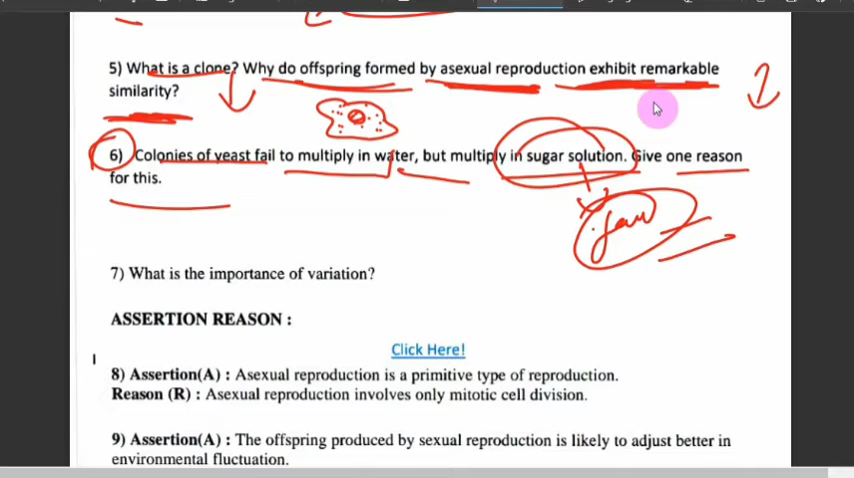 5) What is a clone? Why do offspring formed by asexual reproduction exhibit remarkable
similarity?
6) Colonies of yeast fail to multiply in water, but multiply in sugar solution. Give one reason
for this.
7) What is the importance of variation?
ASSERTION REASON :
Click Here!
8) Assertion(A) : Asexual reproduction is a primitive type of reproduction.
Reason (R) : Asexual reproduction involves only mitotic cell division.
9) Assertion(A) : The offspring produced by sexual reproduction is likely to adjust better in
environmental fluctuation.